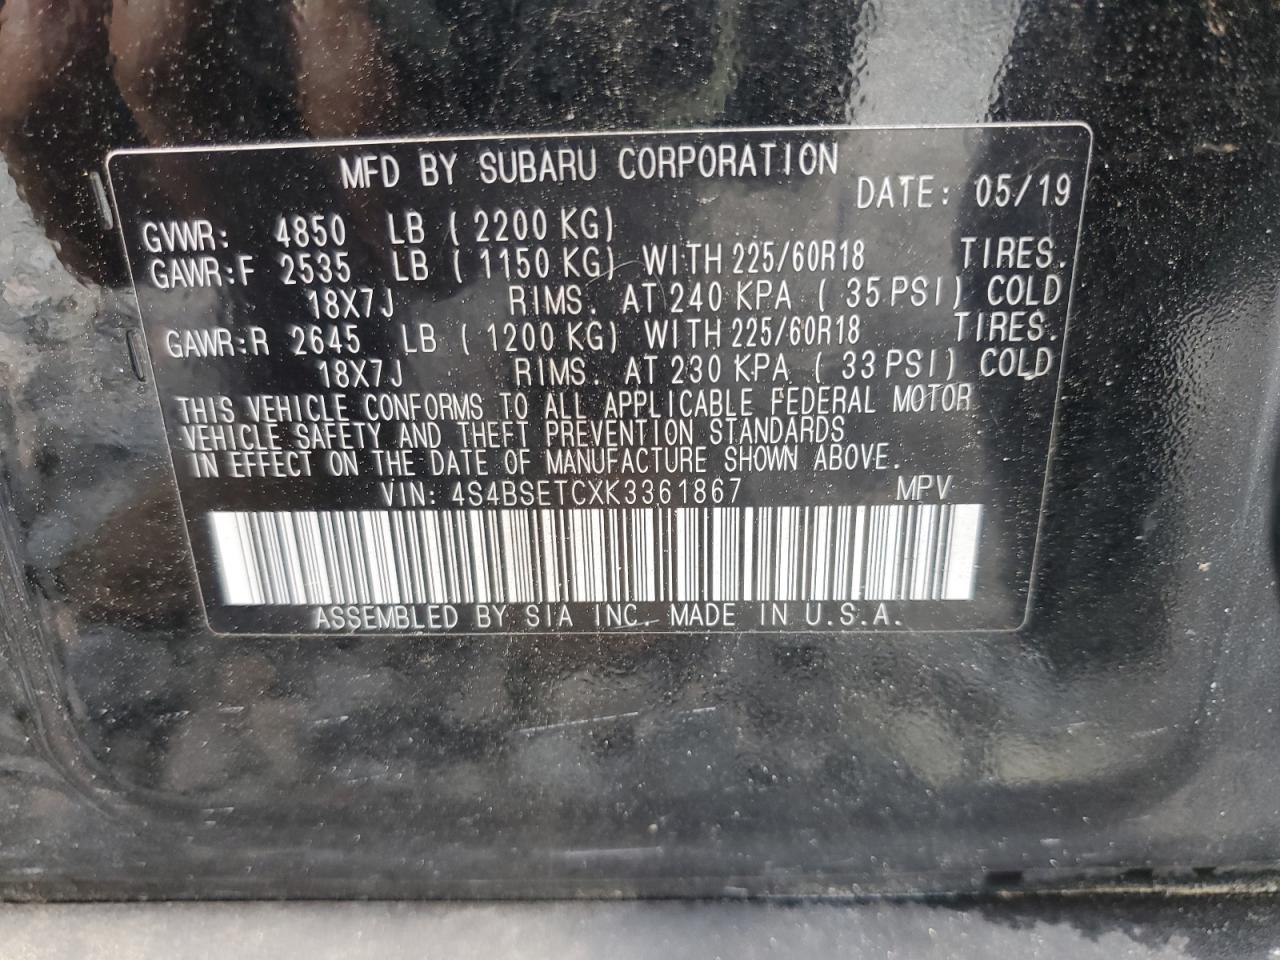 MFD BY SUBARU CORPORATION
DATE: 05/19
GVWR: 4850 LB ( 2200 KG)
GAWR:F 2535 LB ( 1150 KG) WITH 225/60R18 TIRES.
18X7J RIMS. AT 240 KPA ( 35 PSI) COLD
GAWR:R 2645 LB ( 1200 KG) WITH 225/60R18 TIRES.
18X7J RIMS. AT 230 KPA ( 33 PSI) COLD
THIS VEHICLE CONFORMS TO ALL APPLICABLE FEDERAL MOTOR
VEHICLE SAFETY AND THEFT PREVENTION STANDARDS
IN EFFECT ON THE DATE OF MANUFACTURE SHOWN ABOVE.
VIN: 4S4BSETCXK3361867 MPV
ASSEMBLED BY SIA INC. MADE IN U.S.A.